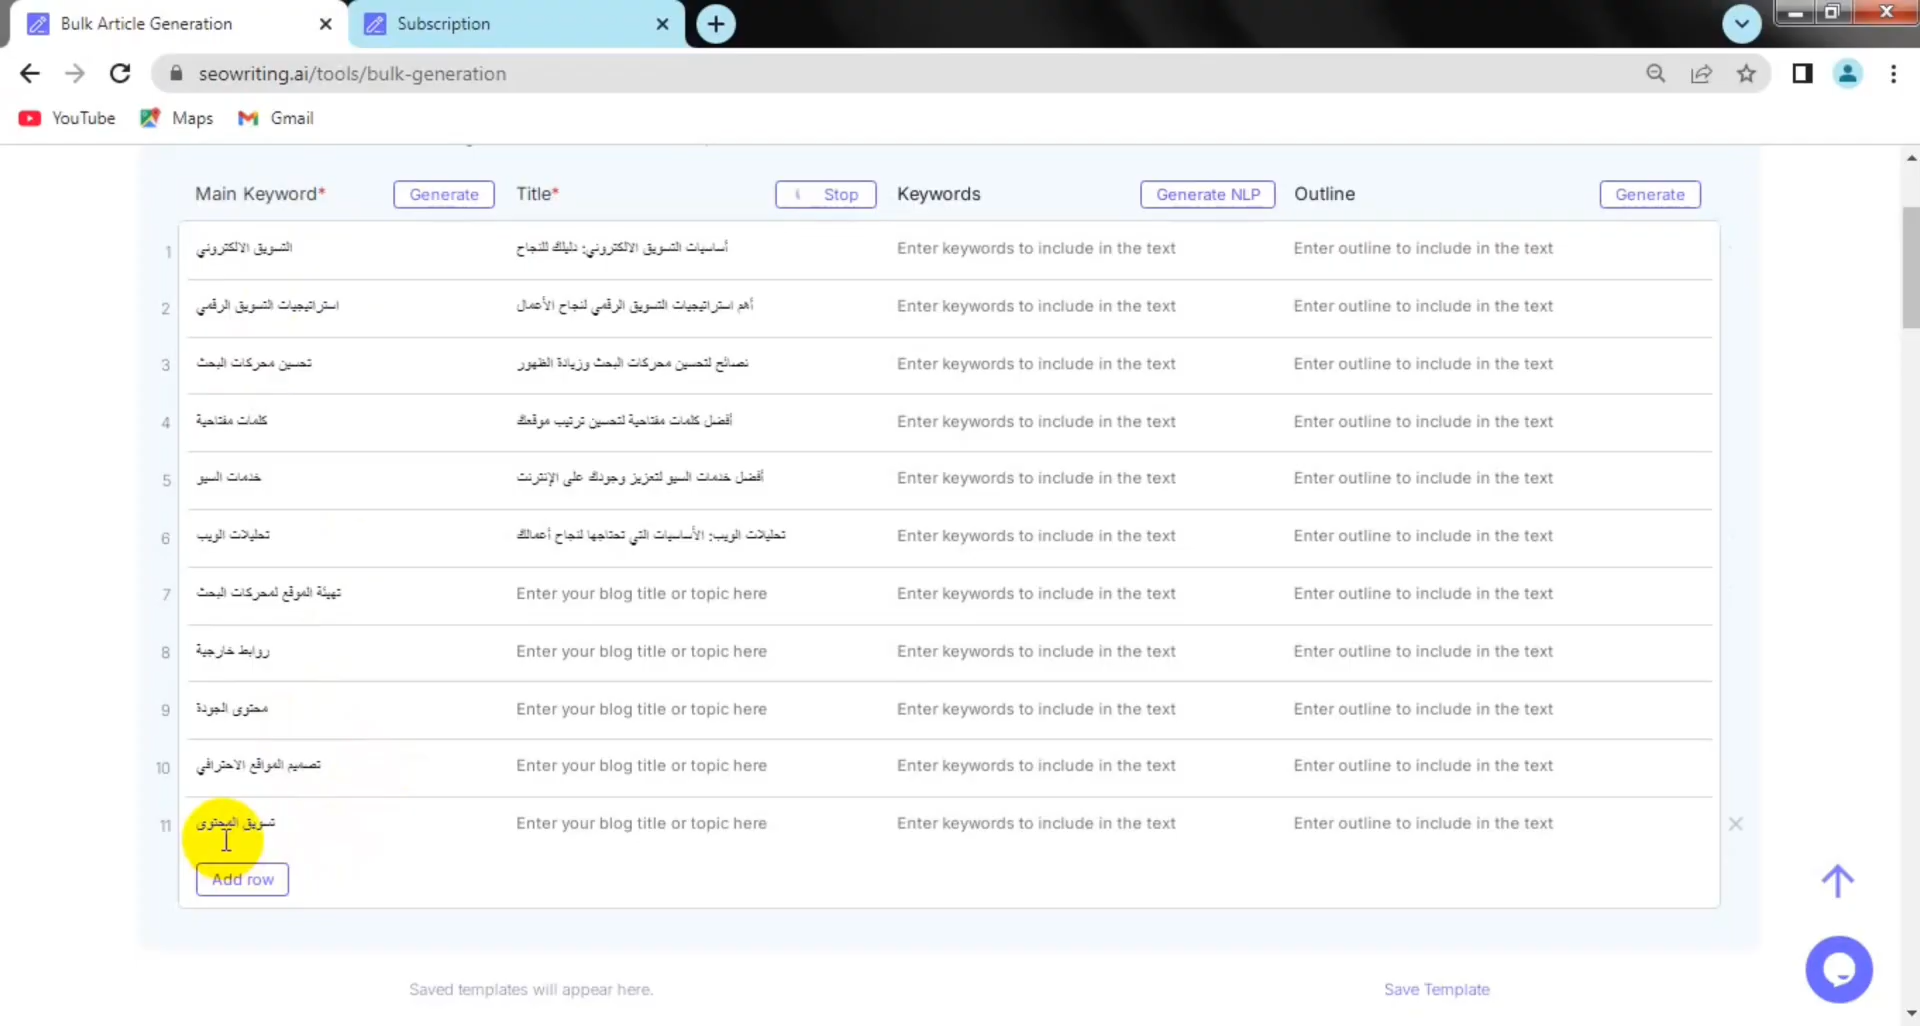 Bulk Article Generation
Subscription
seowriting.ai/tools/bulk-generation
YouTube Maps Gmail
Main Keyword* Generate Title* Stop Keywords Generate NLP Outline Generate
1 التسويق الالكتروني أساسيات التسويق الالكتروني: دليلك للنجاح Enter keywords to include in the text Enter outline to include in the text
2 استراتيجيات التسويق الرقمي أهم استراتيجيات التسويق الرقمي لنجاح الأعمال Enter keywords to include in the text Enter outline to include in the text
3 تحسين محركات البحث نصائح لتحسين محركات البحث وزيادة الظهور Enter keywords to include in the text Enter outline to include in the text
4 كلمات مفتاحية أفضل كلمات مفتاحية لتحسين ترتيب موقعك Enter keywords to include in the text Enter outline to include in the text
5 خدمات السيو أفضل خدمات السيو لتعزيز وجودك على الإنترنت Enter keywords to include in the text Enter outline to include in the text
6 تحليلات الويب تحليلات الويب: الأساسيات التي تحتاجها لنجاح أعمالك Enter keywords to include in the text Enter outline to include in the text
7 تهيئة الموقع لمحركات البحث Enter your blog title or topic here Enter keywords to include in the text Enter outline to include in the text
8 روابط خارجية Enter your blog title or topic here Enter keywords to include in the text Enter outline to include in the text
9 محتوى الجودة Enter your blog title or topic here Enter keywords to include in the text Enter outline to include in the text
10 تصميم المواقع الاحترافي Enter your blog title or topic here Enter keywords to include in the text Enter outline to include in the text
11 تسويق المحتوى Enter your blog title or topic here Enter keywords to include in the text Enter outline to include in the text
Add row
Saved templates will appear here. Save Template